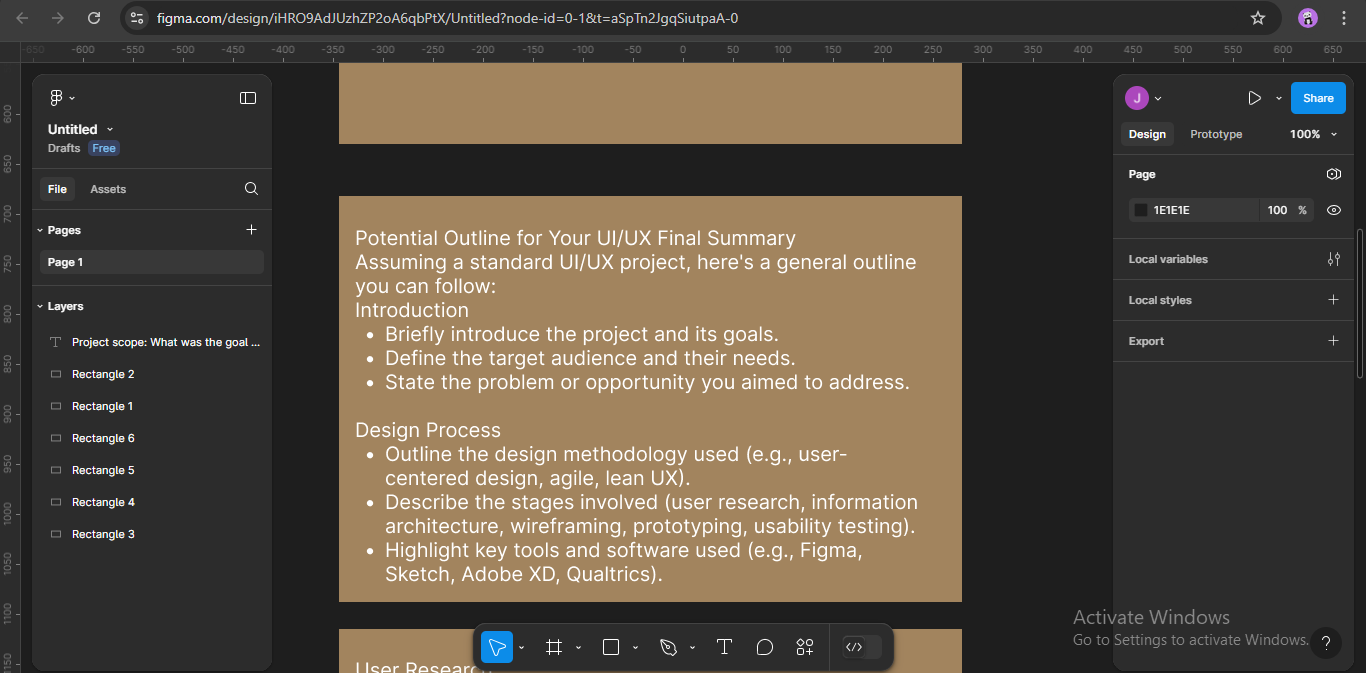 figma.com/design/iHRO9AdJUzhZP2oA6qbPtX/Untitled?node-id=0-1&t=aSpTn2JgqSiutpaA-0
-650 -600 -550 -500 -450 -400 -350 -300 -250 -200 -150 -100 -50 0 50 100 150 200 250 300 350 400 450 500 550 600 650
600
650
700
750
800
850
900
950
1000
1050
1100
1150
Untitled
Drafts Free
File Assets
Pages
Page 1
Layers
Project scope: What was the goal ...
Rectangle 2
Rectangle 1
Rectangle 6
Rectangle 5
Rectangle 4
Rectangle 3
Potential Outline for Your UI/UX Final Summary
Assuming a standard UI/UX project, here's a general outline
you can follow:
Introduction
• Briefly introduce the project and its goals.
• Define the target audience and their needs.
• State the problem or opportunity you aimed to address.
Design Process
• Outline the design methodology used (e.g., user-
centered design, agile, lean UX).
• Describe the stages involved (user research, information
architecture, wireframing, prototyping, usability testing).
• Highlight key tools and software used (e.g., Figma,
Sketch, Adobe XD, Qualtrics).
User Research
J
Share
Design Prototype 100%
Page
1E1E1E 100 %
Local variables
Local styles
Export
Activate Windows
Go to Settings to activate Windows.
?